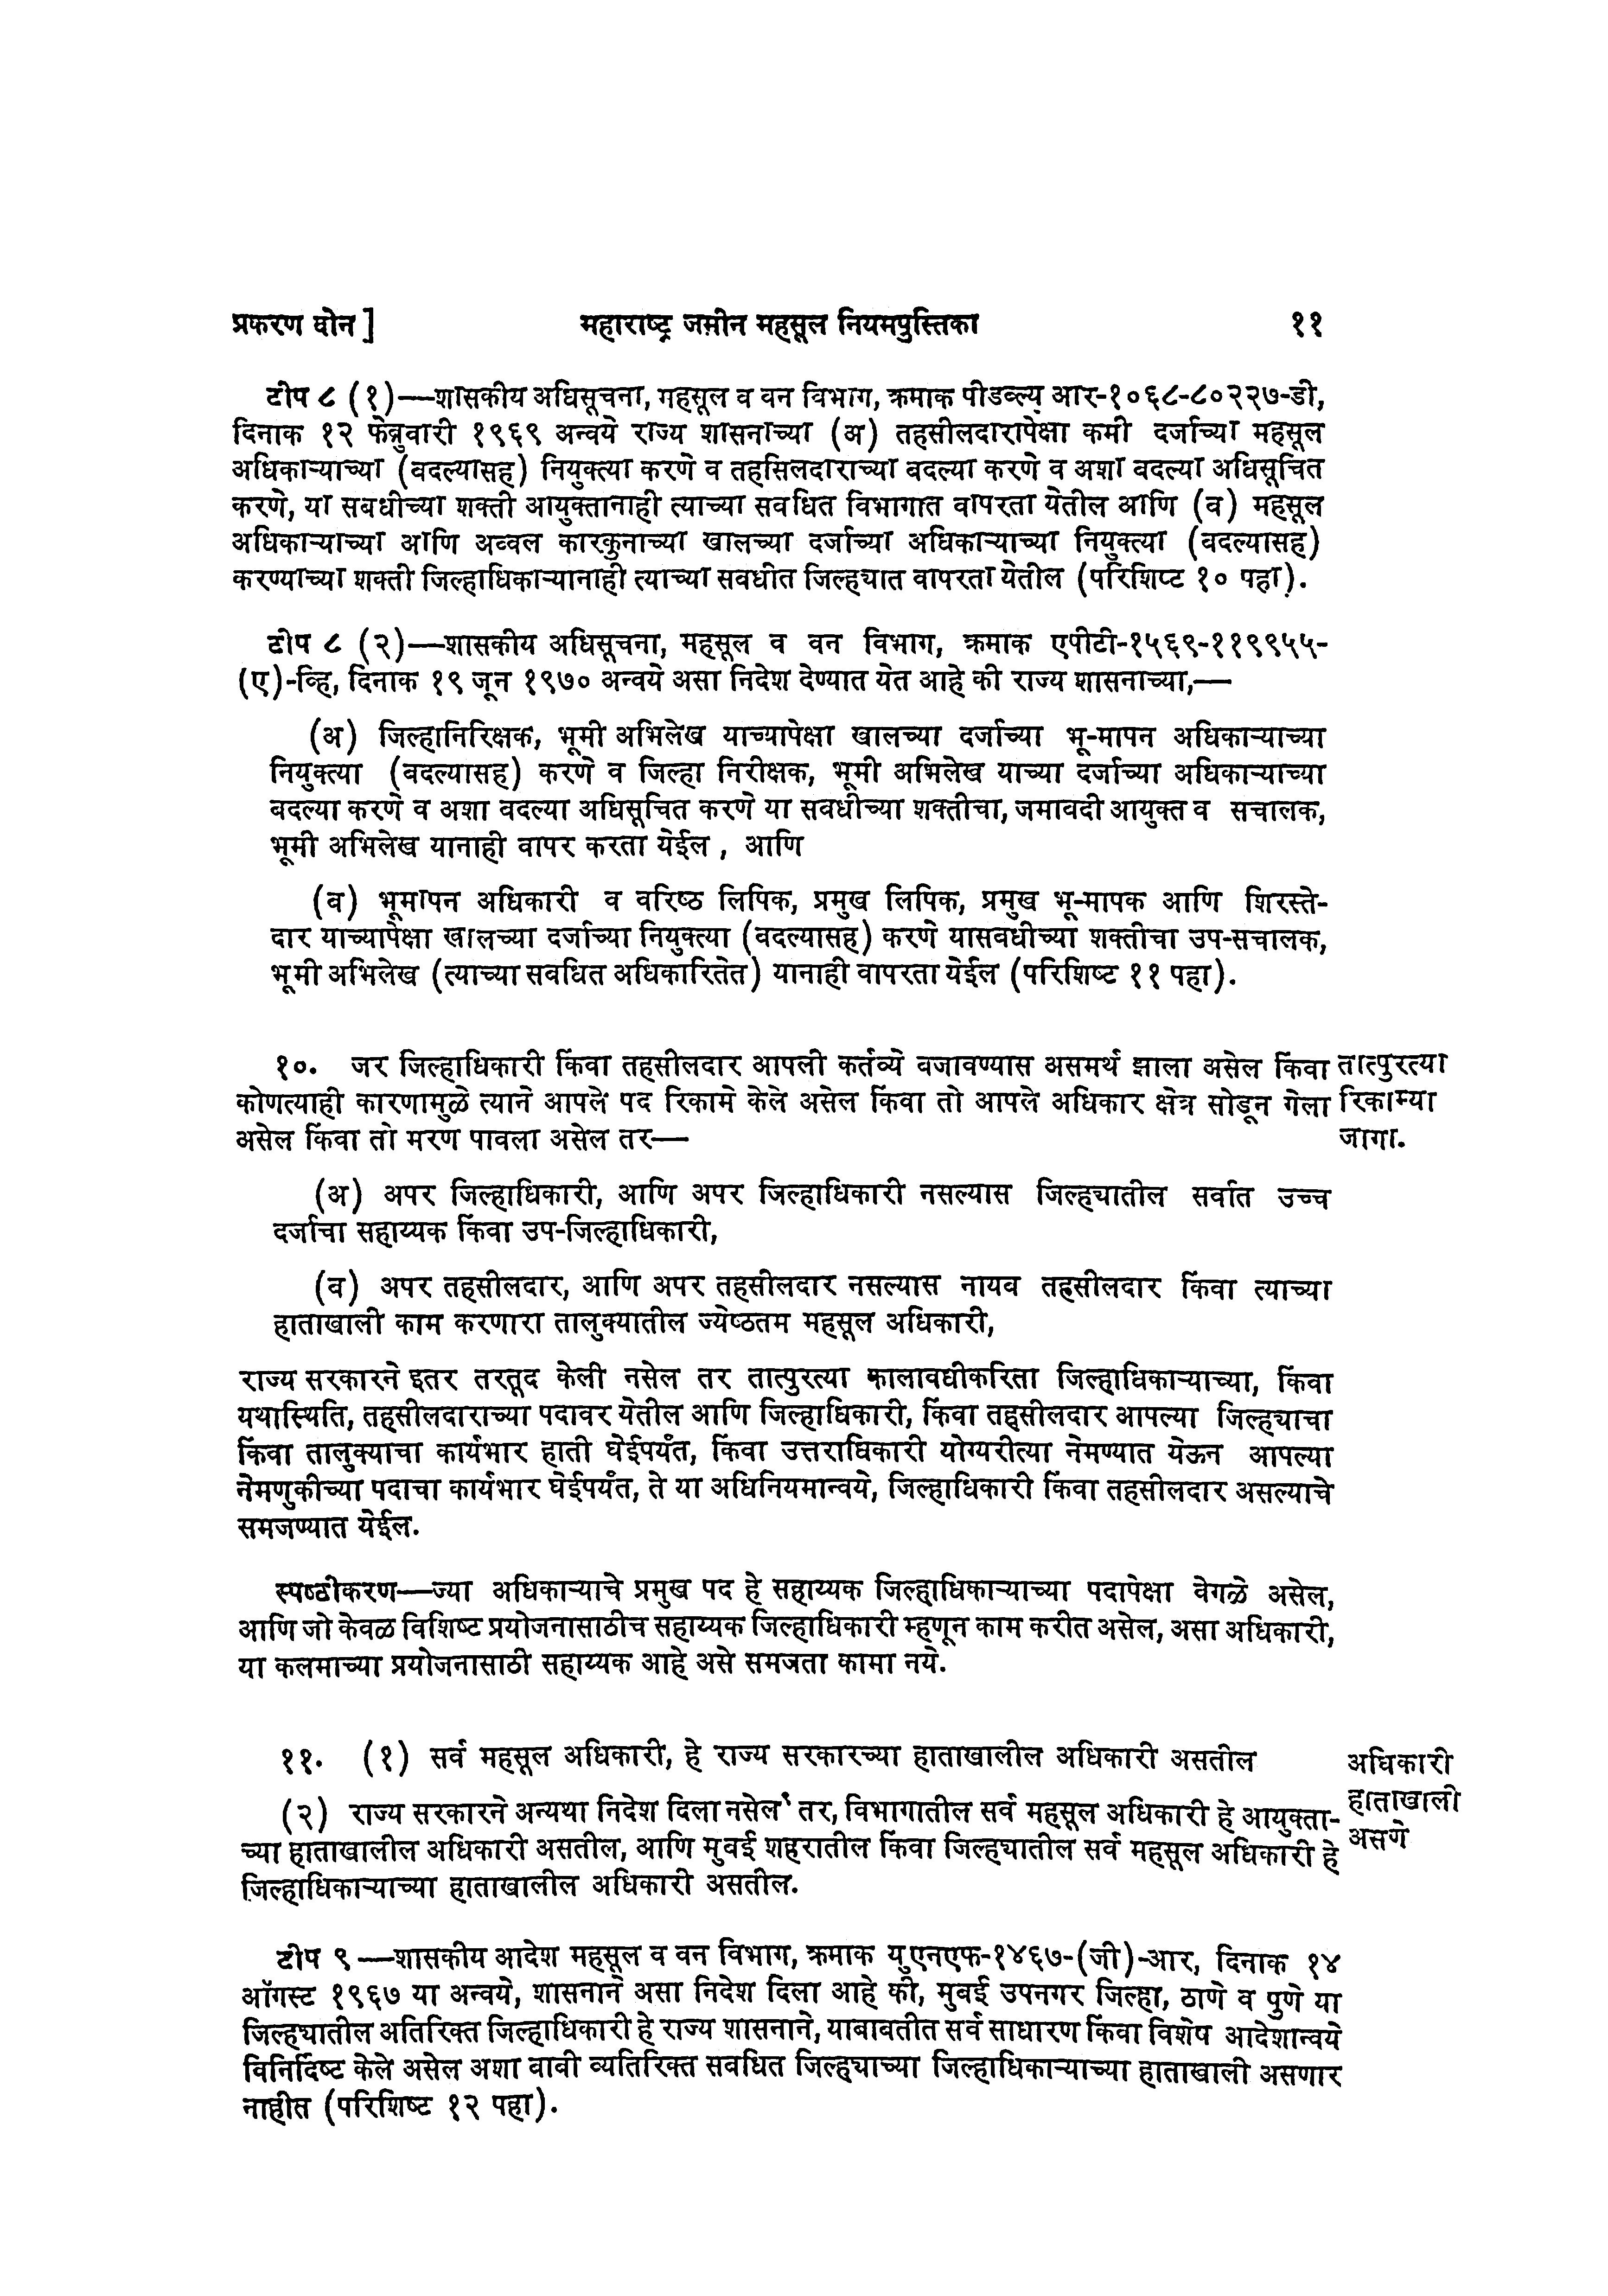 प्रकरण दोन ] महाराष्ट्र जमीन महसूल नियमपुस्तिका ११
टीप ८ (१)—शासकीय अधिसूचना, महसूल व वन विभाग, क्रमाक पीडब्ल्यू आर-१०६८-८०२२७-डी,
दिनाक १२ फेब्रुवारी १९६९ अन्वये राज्य शासनाच्या (अ) तहसीलदारापेक्षा कमी दर्जाच्या महसूल
अधिकाऱ्याच्या (बदल्यासह) नियुक्त्या करणे व तहसिलदाराच्या बदल्या करणे व अशा बदल्या अधिसूचित
करणे, या सबधीच्या शक्ती आयुक्तानाही त्याच्या सबधित विभागात वापरता येतील आणि (ब) महसूल
अधिकाऱ्याच्या आणि अव्वल कारकुनाच्या खालच्या दर्जाच्या अधिकाऱ्याच्या नियुक्त्या (बदल्यासह)
करण्याच्या शक्ती जिल्हाधिकाऱ्यानाही त्याच्या सबधीत जिल्ह्यात वापरता येतील (परिशिष्ट १० पहा).
टीप ८ (२)—शासकीय अधिसूचना, महसूल व वन विभाग, क्रमाक एपीटी-१५६९-११९९५५-
(ए)-व्हि, दिनाक १९ जून १९७० अन्वये असा निदेश देण्यात येत आहे की राज्य शासनाच्या,—
(अ) जिल्हानिरिक्षक, भूमी अभिलेख याच्यापेक्षा खालच्या दर्जाच्या भू-मापन अधिकाऱ्याच्या
नियुक्त्या (बदल्यासह) करणे व जिल्हा निरीक्षक, भूमी अभिलेख याच्या दर्जाच्या अधिकाऱ्याच्या
बदल्या करणे व अशा बदल्या अधिसूचित करणे या सबधीच्या शक्तीचा, जमाबदी आयुक्त व सचालक,
भूमी अभिलेख यानाही वापर करता येईल , आणि
(ब) भूमापन अधिकारी व वरिष्ठ लिपिक, प्रमुख लिपिक, प्रमुख भू-मापक आणि शिरस्ते-
दार याच्यापेक्षा खालच्या दर्जाच्या नियुक्त्या (बदल्यासह) करणे यासबधीच्या शक्तीचा उप-सचालक,
भूमी अभिलेख (त्याच्या सबधित अधिकारितेत) यानाही वापरता येईल (परिशिष्ट ११ पहा).
१०. जर जिल्हाधिकारी किंवा तहसीलदार आपली कर्तव्ये बजावण्यास असमर्थ झाला असेल किंवा तात्पुरत्या
कोणत्याही कारणामुळे त्याने आपले पद रिकामे केले असेल किंवा तो आपले अधिकार क्षेत्र सोडून गेला रिकाम्या
असेल किंवा तो मरण पावला असेल तर— जागा.
(अ) अपर जिल्हाधिकारी, आणि अपर जिल्हाधिकारी नसल्यास जिल्ह्यातील सर्वात उच्च
दर्जाचा सहाय्यक किंवा उप-जिल्हाधिकारी,
(ब) अपर तहसीलदार, आणि अपर तहसीलदार नसल्यास नायब तहसीलदार किंवा त्याच्या
हाताखाली काम करणारा तालुक्यातील ज्येष्ठतम महसूल अधिकारी,
राज्य सरकारने इतर तरतूद केली नसेल तर तात्पुरत्या कालावधीकरिता जिल्हाधिकाऱ्याच्या, किंवा
यथास्थिति, तहसीलदाराच्या पदावर येतील आणि जिल्हाधिकारी, किंवा तहसीलदार आपल्या जिल्ह्याचा
किंवा तालुक्याचा कार्यभार हाती घेईपर्यंत, किंवा उत्तराधिकारी योग्यरीत्या नेमण्यात येऊन आपल्या
नेमणुकीच्या पदाचा कार्यभार घेईपर्यंत, ते या अधिनियमान्वये, जिल्हाधिकारी किंवा तहसीलदार असल्याचे
समजण्यात येईल.
स्पष्ठीकरण—ज्या अधिकाऱ्याचे प्रमुख पद हे सहाय्यक जिल्हाधिकाऱ्याच्या पदापेक्षा वेगळे असेल,
आणि जो केवळ विशिष्ट प्रयोजनासाठीच सहाय्यक जिल्हाधिकारी म्हणून काम करीत असेल, असा अधिकारी,
या कलमाच्या प्रयोजनासाठी सहाय्यक आहे असे समजता कामा नये.
११. (१) सर्व महसूल अधिकारी, हे राज्य सरकारच्या हाताखालील अधिकारी असतील अधिकारी
हाताखाली
(२) राज्य सरकारने अन्यथा निदेश दिला नसेल तर, विभागातील सर्व महसूल अधिकारी हे आयुक्ता-
च्या हाताखालील अधिकारी असतील, आणि मुबई शहरातील किंवा जिल्ह्यातील सर्व महसूल अधिकारी हे असणे
जिल्हाधिकाऱ्याच्या हाताखालील अधिकारी असतील.
टीप ९—शासकीय आदेश महसूल व वन विभाग, क्रमाक युएनएफ-१४६७-(जी)-आर, दिनाक १४
ऑगस्ट १९६७ या अन्वये, शासनाने असा निदेश दिला आहे की, मुबई उपनगर जिल्हा, ठाणे व पुणे या
जिल्ह्यातील अतिरिक्त जिल्हाधिकारी हे राज्य शासनाने, याबाबतीत सर्व साधारण किंवा विशेष आदेशान्वये
विनिर्दिष्ट केले असेल अशा बाबी व्यतिरिक्त सबधित जिल्ह्याच्या जिल्हाधिकाऱ्याच्या हाताखाली असणार
नाहीत (परिशिष्ट १२ पहा).